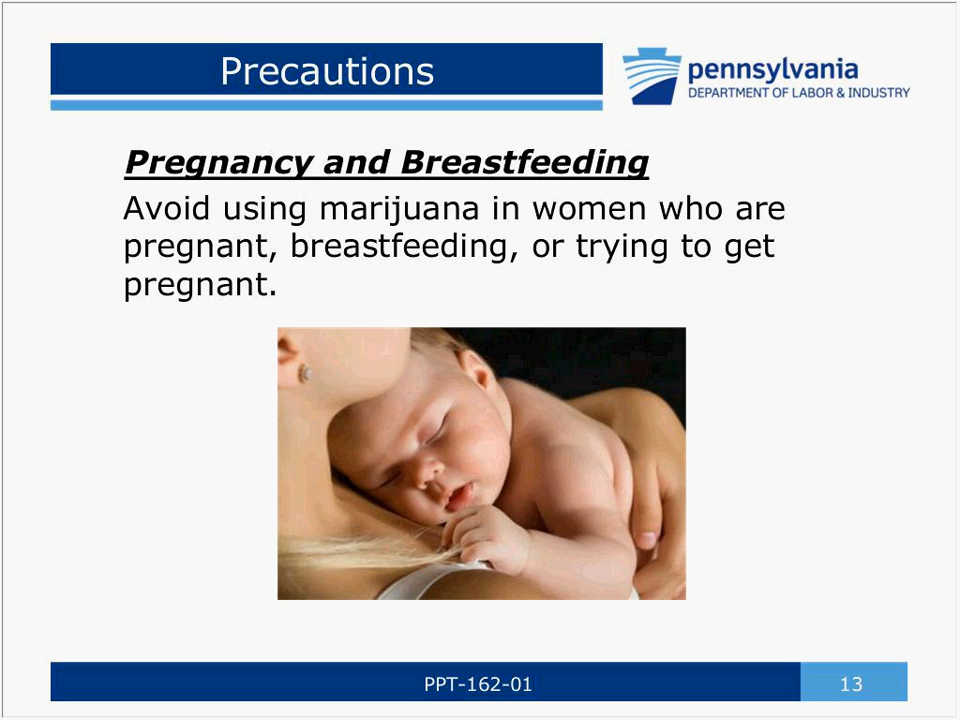 Precautions
pennsylvania
DEPARTMENT OF LABOR & INDUSTRY
Pregnancy and Breastfeeding
Avoid using marijuana in women who are
pregnant, breastfeeding, or trying to get
pregnant.
PPT-162-01
13